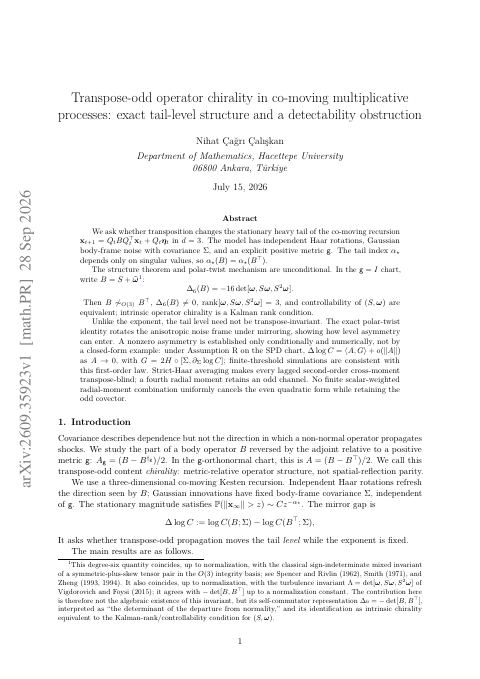 arXiv:2609.35923v1 [math.PR] 28 Sep 2026
Transpose-odd operator chirality in co-moving multiplicative
processes: exact tail-level structure and a detectability obstruction
Nihat Çağrı Çalışkan
Department of Mathematics, Hacettepe University
06800 Ankara, Türkiye
July 15, 2026
Abstract
We ask whether transposition changes the stationary heavy tail of the co-moving recursion
xₜ₊₁ = QₜBQₜ⊤xₜ + Qₜηₜ in d = 3. The model has independent Haar rotations, Gaussian
body-frame noise with covariance Σ, and an explicit positive metric g. The tail index α∗
depends only on singular values, so α∗(B) = α∗(B⊤).
The structure theorem and polar-twist mechanism are unconditional. In the g = I chart,
write B = S + ω̂¹:
Δ₆(B) = −16 det[ω, Sω, S²ω].
Then B ≁O(3) B⊤, Δ₆(B) ≠ 0, rank[ω, Sω, S²ω] = 3, and controllability of (S, ω) are
equivalent; intrinsic operator chirality is a Kalman rank condition.
Unlike the exponent, the tail level need not be transpose-invariant. The exact polar-twist
identity rotates the anisotropic noise frame under mirroring, showing how level asymmetry
can enter. A nonzero asymmetry is established only conditionally and numerically, not by
a closed-form example: under Assumption R on the SPD chart, Δ log C = ⟨A, G⟩ + o(‖A‖)
as A → 0, with G = 2H ◦ [Σ, ∂Σ log C]; finite-threshold simulations are consistent with
this first-order law. Strict-Haar averaging makes every lagged second-order cross-moment
transpose-blind; a fourth radial moment retains an odd channel. No finite scalar-weighted
radial-moment combination uniformly cancels the even quadratic form while retaining the
odd covector.
1. Introduction
Covariance describes dependence but not the direction in which a non-normal operator propagates
shocks. We study the part of a body operator B reversed by the adjoint relative to a positive
metric g: Ag = (B − B♯g)/2. In the g-orthonormal chart, this is A = (B − B⊤)/2. We call this
transpose-odd content chirality: metric-relative operator structure, not spatial-reflection parity.
We use a three-dimensional co-moving Kesten recursion. Independent Haar rotations refresh
the direction seen by B; Gaussian innovations have fixed body-frame covariance Σ, independent
of g. The stationary magnitude satisfies P(‖x∞‖ > z) ∼ Cz^−α∗. The mirror gap is
Δ log C := log C(B; Σ) − log C(B⊤; Σ),
It asks whether transpose propagation moves the tail level while the exponent is fixed.
The main results are as follows.
¹This degree-six quantity coincides, up to normalization, with the classical sign-indeterminate mixed invariant
of a symmetric-plus-skew tensor pair in the O(3) integrity basis; see Spencer and Rivlin (1962), Smith (1971), and
Zheng (1993, 1994). It also coincides, up to normalization, with the turbulence invariant Λ = det[ω, Sω, S²ω] of
Vigdorovich and Foysi (2015); it agrees with − det[B, B⊤] up to a normalization constant. The contribution here
is therefore not the algebraic existence of this invariant, but its self-commutator representation Δ₆ = − det[B, B⊤],
interpreted as “the determinant of the departure from normality,” and its identification as intrinsic chirality
equivalent to the Kalman-rank/controllability condition for (S, ω).
1